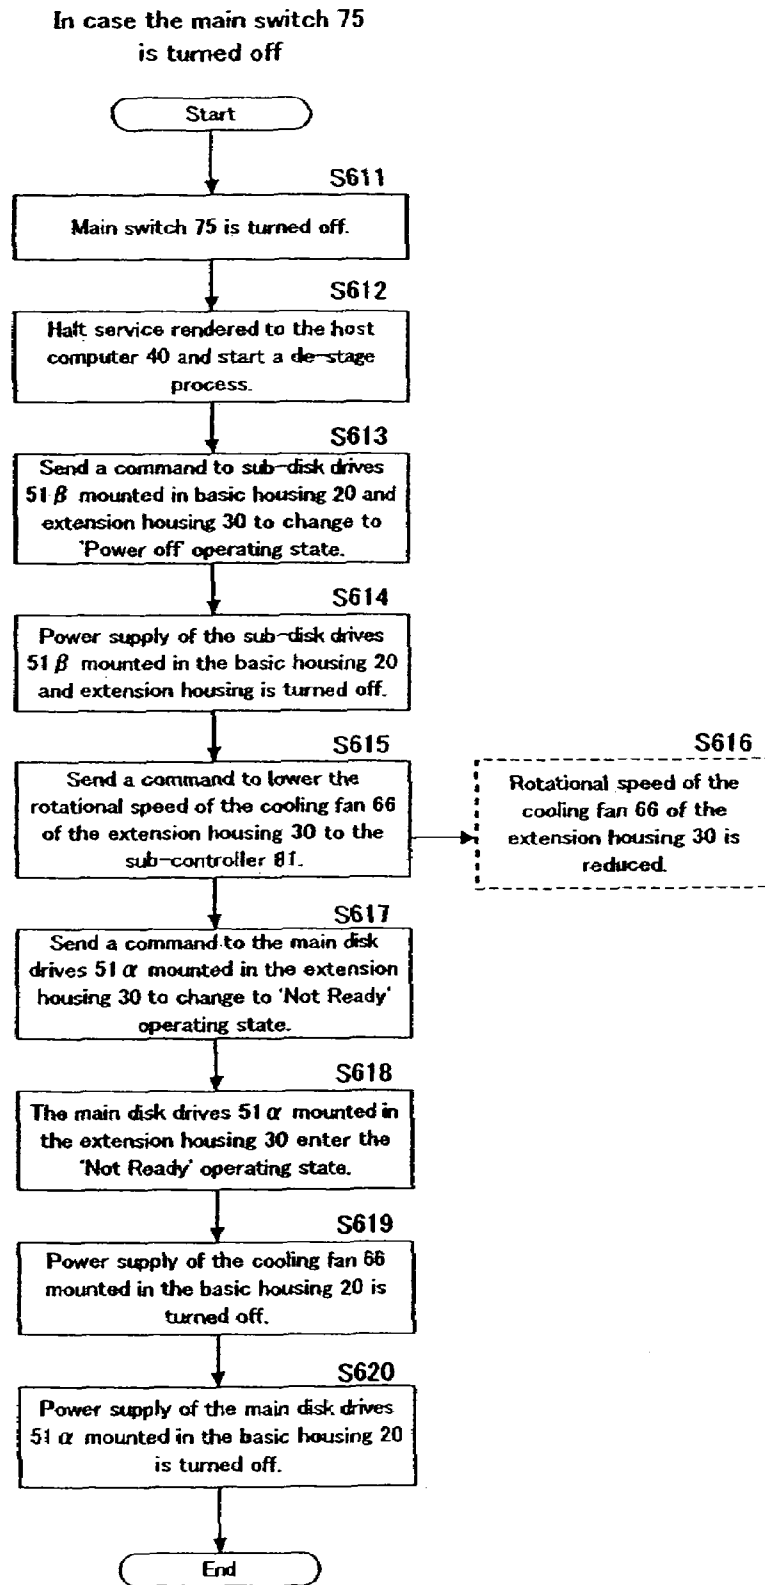 In case the main switch 75
is turned off
Start
S611
Main switch 75 is turned off.
S612
Halt service rendered to the host
computer 40 and start a de-stage
process.
S613
Send a command to sub-disk drives
51β mounted in basic housing 20 and
extension housing 30 to change to
'Power off' operating state.
S614
Power supply of the sub-disk drives
51β mounted in the basic housing 20
and extension housing is turned off.
S615
Send a command to lower the
rotational speed of the cooling fan 66
of the extension housing 30 to the
sub-controller 81.
S616
Rotational speed of the
cooling fan 66 of the
extension housing 30 is
reduced.
S617
Send a command to the main disk
drives 51α mounted in the extension
housing 30 to change to 'Not Ready'
operating state.
S618
The main disk drives 51α mounted in
the extension housing 30 enter the
'Not Ready' operating state.
S619
Power supply of the cooling fan 66
mounted in the basic housing 20 is
turned off.
S620
Power supply of the main disk drives
51α mounted in the basic housing 20
is turned off.
End